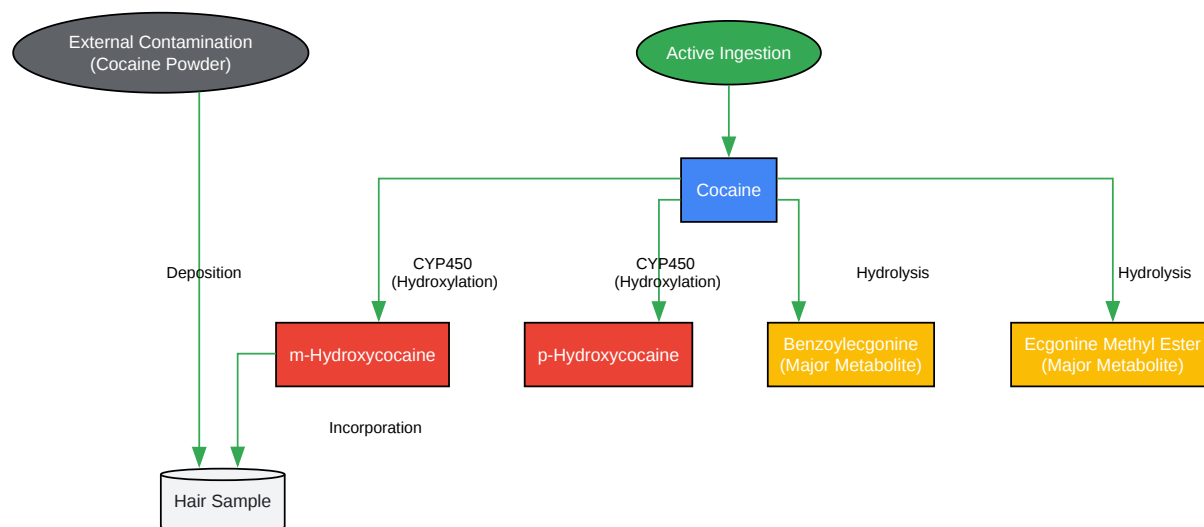 External Contamination
(Cocaine Powder)
Active Ingestion
Cocaine
Deposition
CYP450
(Hydroxylation)
CYP450
(Hydroxylation)
Hydrolysis
Hydrolysis
m-Hydroxycocaine
p-Hydroxycocaine
Benzoylecgonine
(Major Metabolite)
Ecgonine Methyl Ester
(Major Metabolite)
Incorporation
Hair Sample